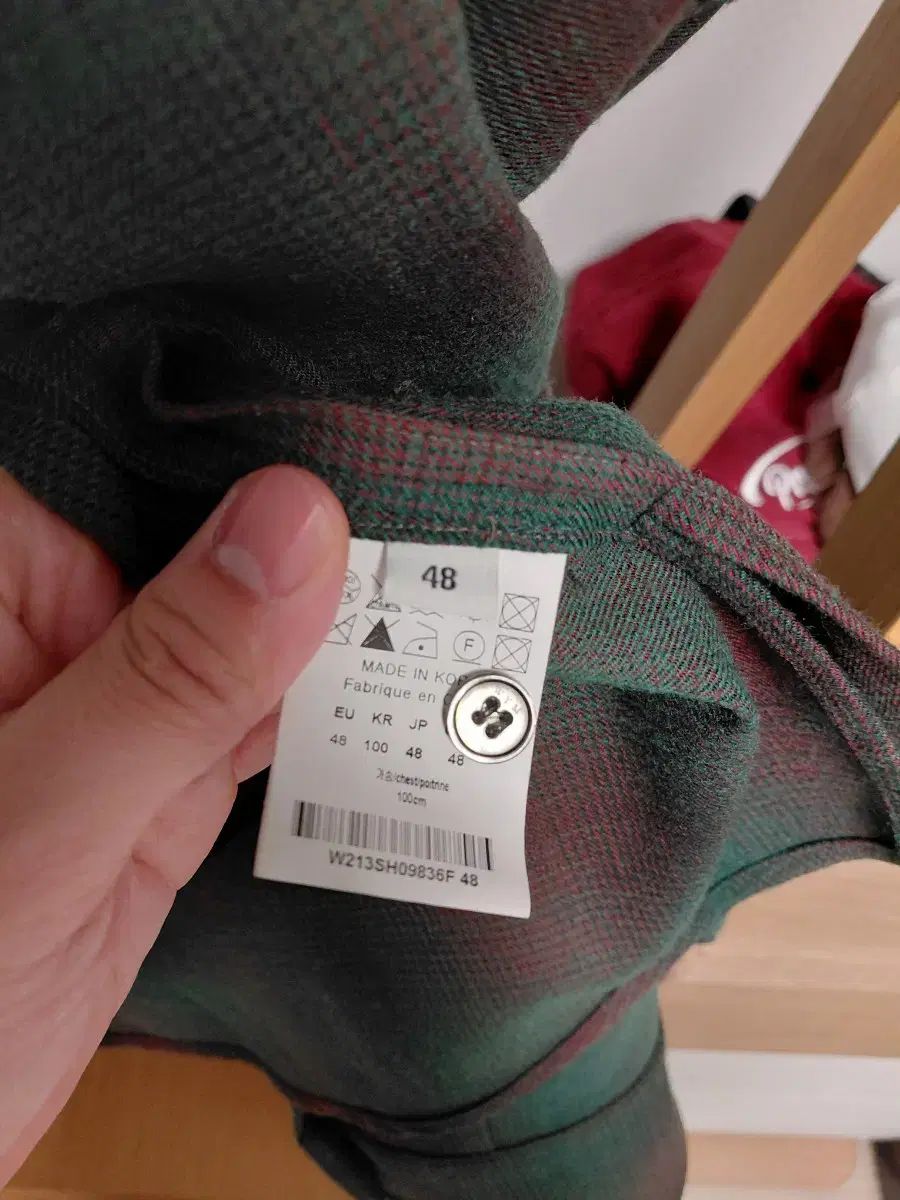 48
F
MADE IN KOR
Fabrique en
EU KR JP
48 100 48 48
가슴/chest/poitrine
100cm
W213SH09836F 48